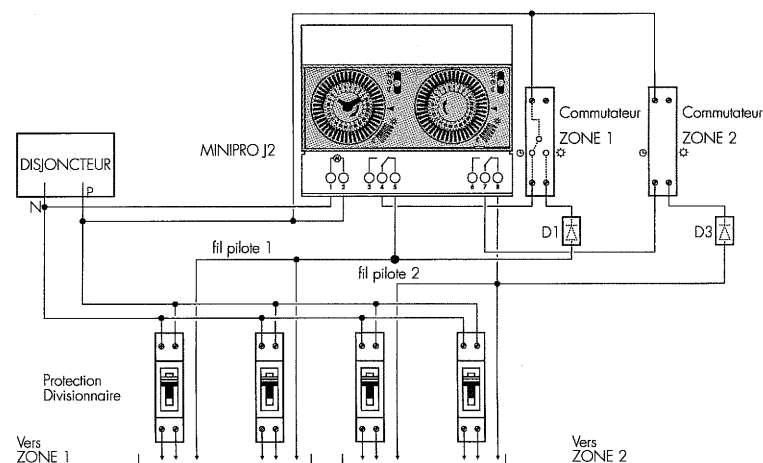 Commutateur
ZONE 1
Commutateur
ZONE 2
MINIPRO J2
DISJONCTEUR
P
N
M
1 2 3 4 5 6 7 8
D1
D3
fil pilote 1
fil pilote 2
Protection
Divisionnaire
Vers
ZONE 1
Vers
ZONE 2